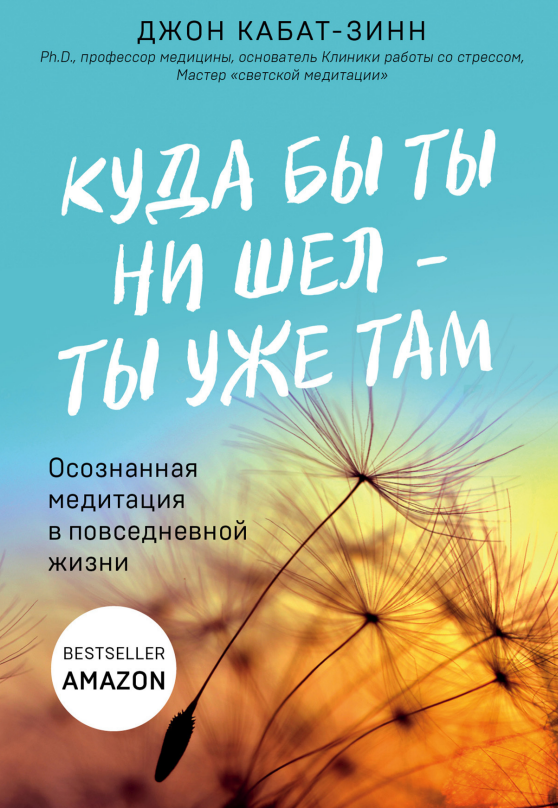 ДЖОН КАБАТ-ЗИНН
Ph.D., профессор медицины, основатель Клиники работы со стрессом,
Мастер «светской медитации»
КУДА БЫ ТЫ
НИ ШЕЛ –
ТЫ УЖЕ ТАМ
Осознанная
медитация
в повседневной
жизни
BESTSELLER
AMAZON